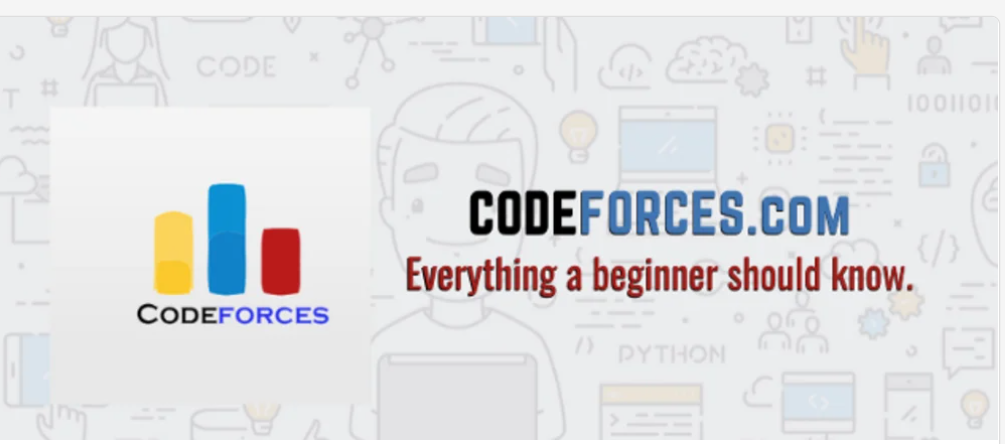 CODE
T
1001101
CODEFORCES.COM
Everything a beginner should know.
CODEFORCES
PYTHON